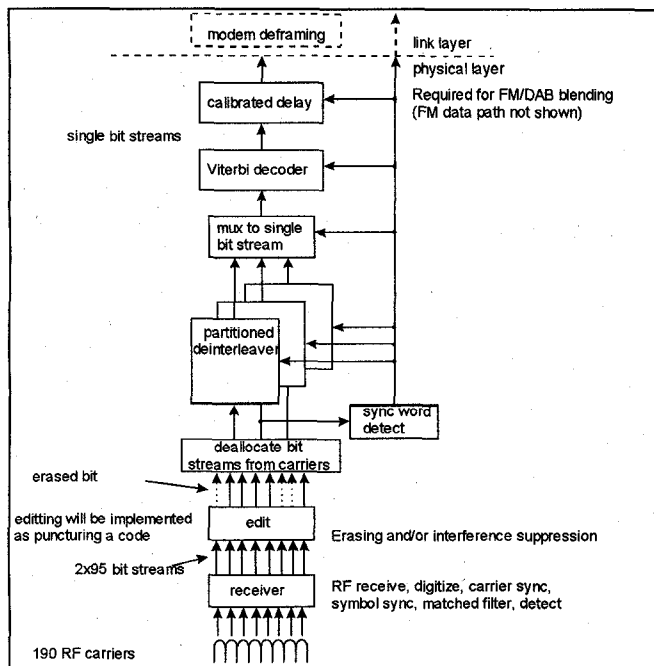 modem deframing
link layer
physical layer
calibrated delay
Required for FM/DAB blending
(FM data path not shown)
single bit streams
Viterbi decoder
mux to single
bit stream
partitioned
deinterleaver
sync word
detect
deallocate bit
streams from carriers
erased bit
editting will be implemented
as puncturing a code
edit
Erasing and/or interference suppression
2x95 bit streams
receiver
RF receive, digitize, carrier sync,
symbol sync, matched filter, detect
190 RF carriers